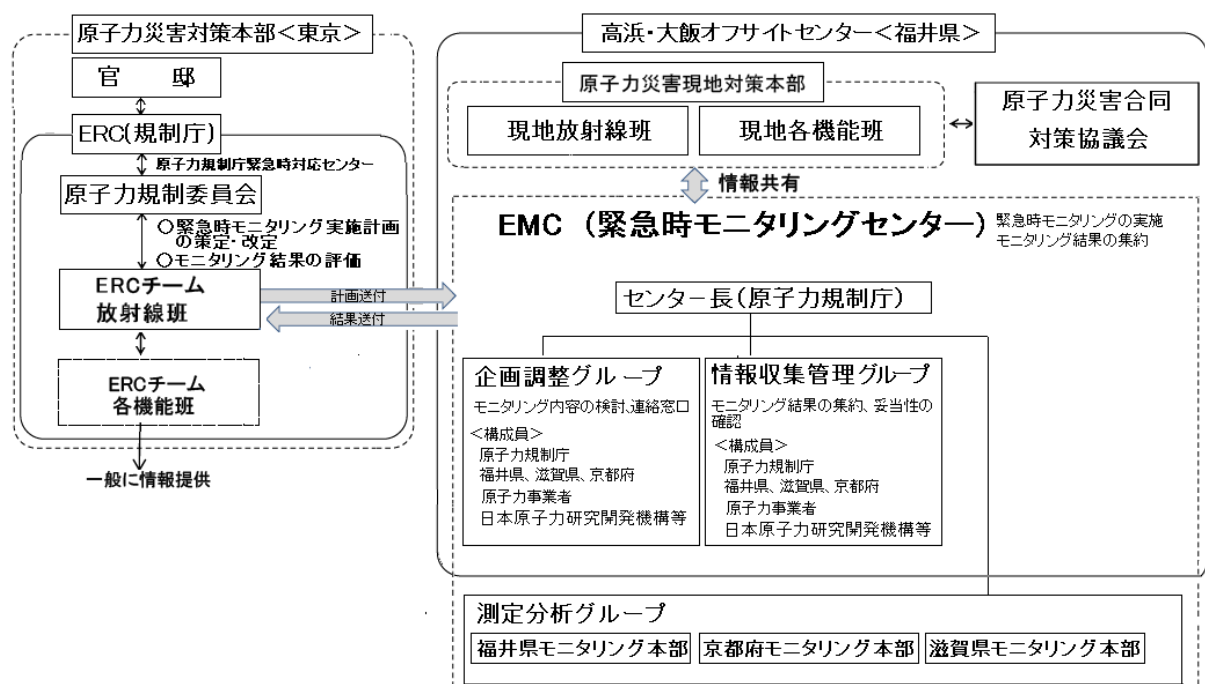 原子力災害対策本部＜東京＞
官　邸
ERC(規制庁)
原子力規制庁緊急時対応センター
原子力規制委員会
○緊急時モニタリング実施計画
の策定・改定
○モニタリング結果の評価
ERCチーム
放射線班
ERCチーム
各機能班
一般に情報提供
計画送付
結果送付
高浜・大飯オフサイトセンター＜福井県＞
原子力災害現地対策本部
現地放射線班
現地各機能班
原子力災害合同
対策協議会
情報共有
EMC （緊急時モニタリングセンター）
緊急時モニタリングの実施
モニタリング結果の集約
センター長(原子力規制庁)
企画調整グループ
モニタリング内容の検討、連絡窓口
＜構成員＞
原子力規制庁
福井県、滋賀県、京都府
原子力事業者
日本原子力研究開発機構等
情報収集管理グループ
モニタリング結果の集約、妥当性の
確認
＜構成員＞
原子力規制庁
福井県、滋賀県、京都府
原子力事業者
日本原子力研究開発機構等
測定分析グループ
福井県モニタリング本部
京都府モニタリング本部
滋賀県モニタリング本部